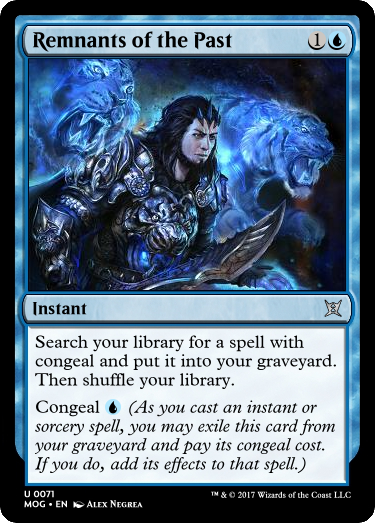 Remnants of the Past 1
Instant
Search your library for a spell with
congeal and put it into your graveyard.
Then shuffle your library.
Congeal (As you cast an instant or
sorcery spell, you may exile this card from
your graveyard and pay its congeal cost.
If you do, add its effects to that spell.)
U 0071
MOG • EN Alex Negrea
™ & © 2017 Wizards of the Coast LLC